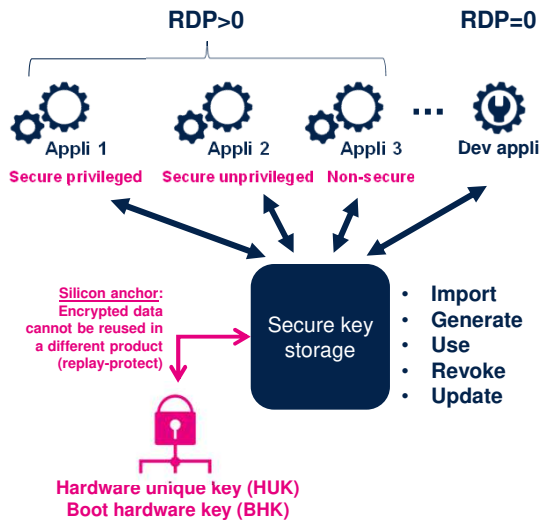 RDP>0
RDP=0
Appli 1
Appli 2
Appli 3
...
Dev appli
Secure privileged
Secure unprivileged
Non-secure
Silicon anchor:
Encrypted data
cannot be reused in
a different product
(replay-protect)
Secure key
storage
• Import
• Generate
• Use
• Revoke
• Update
Hardware unique key (HUK)
Boot hardware key (BHK)